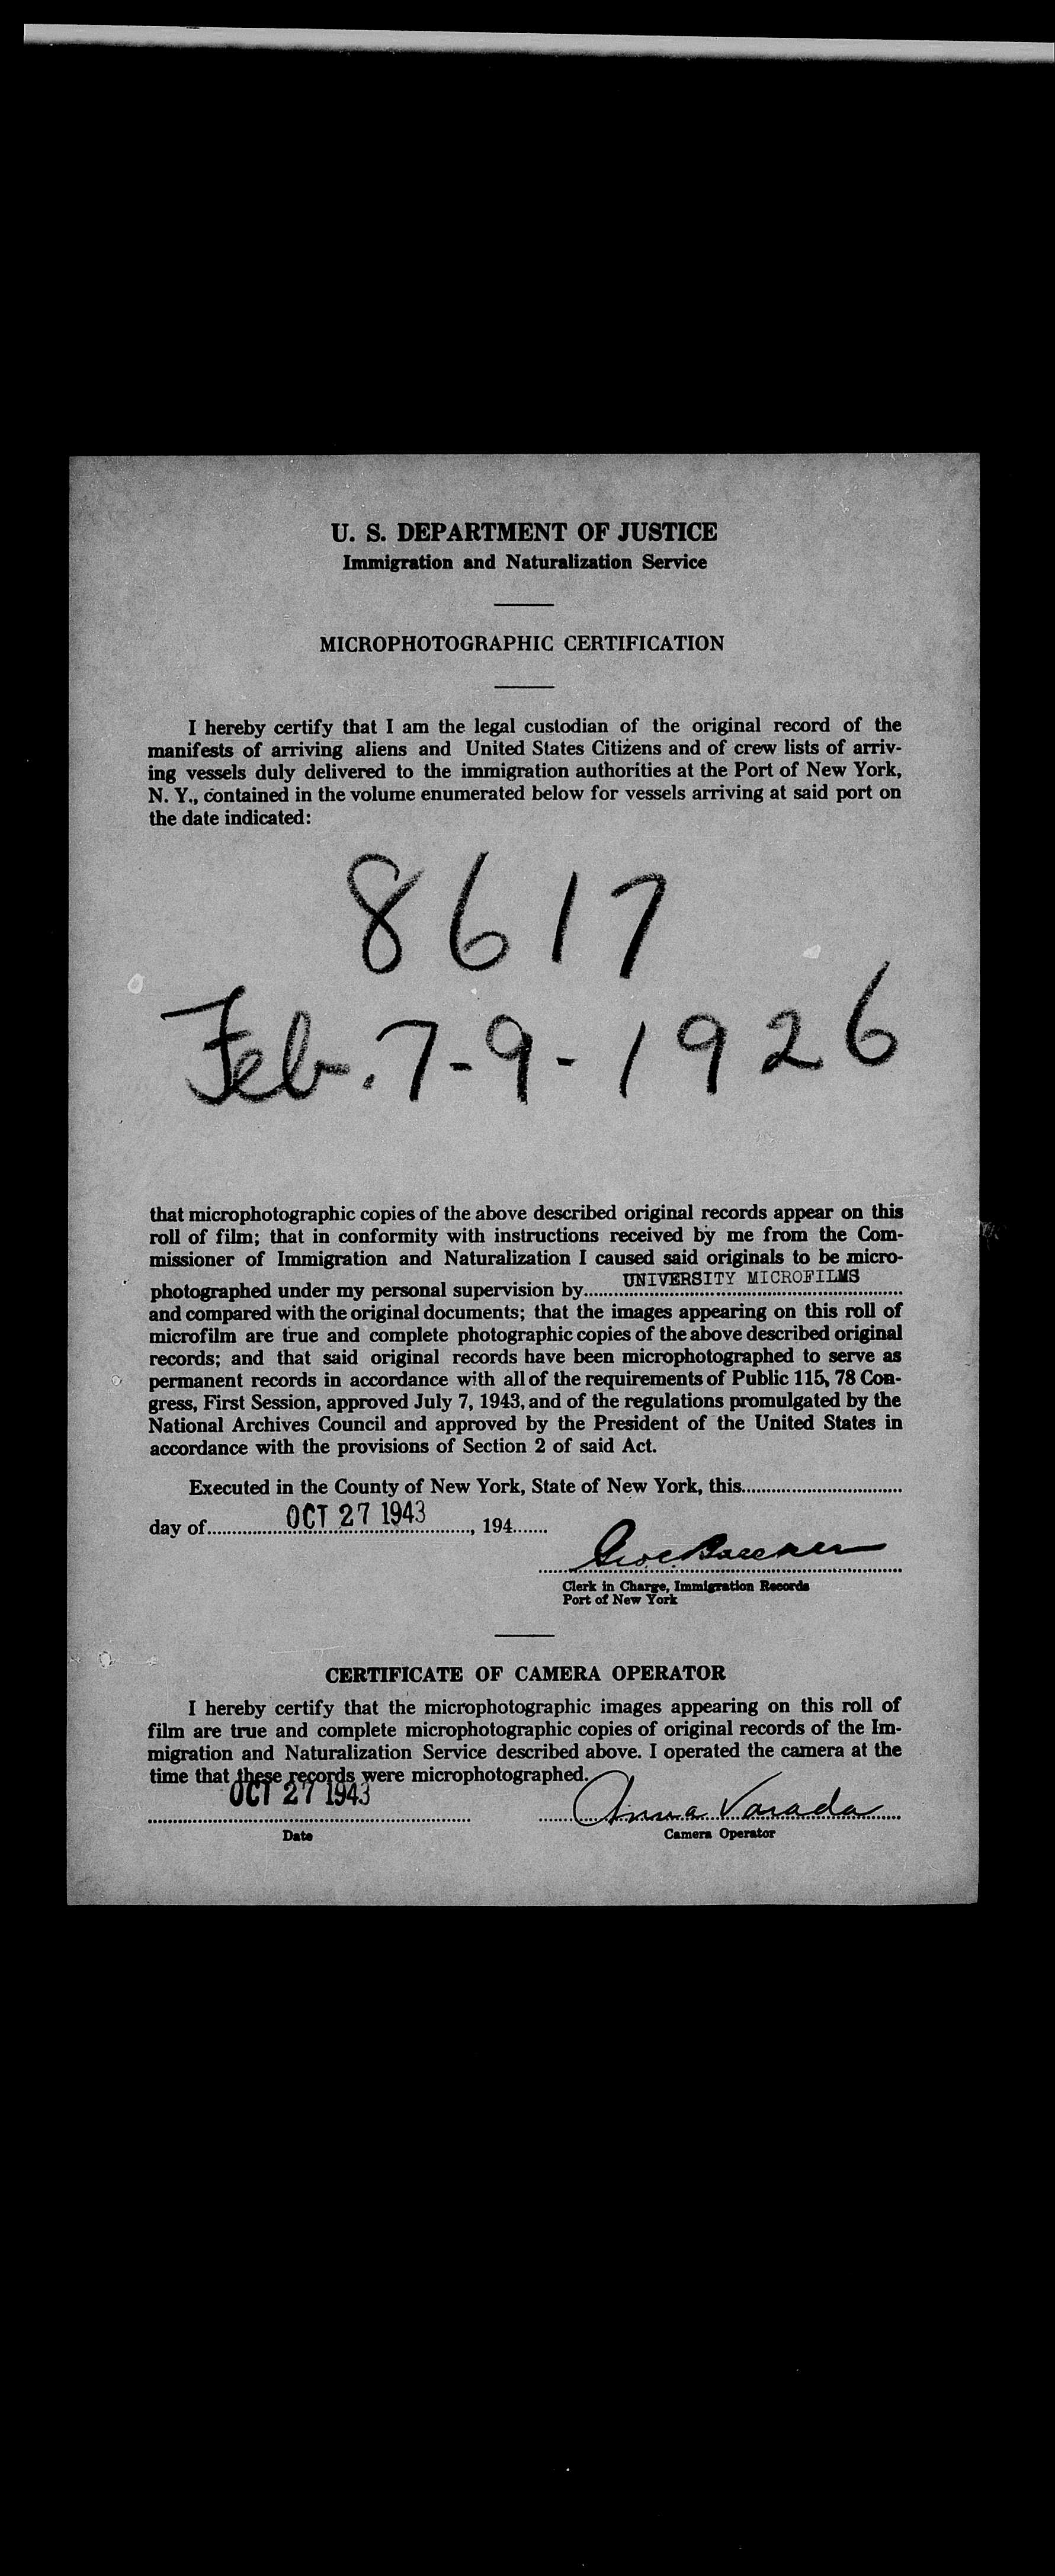 U. S. DEPARTMENT OF JUSTICE
Immigration and Naturalization Service
MICROPHOTOGRAPHIC CERTIFICATION
I hereby certify that I am the legal custodian of the original record of the
manifests of arriving aliens and United States Citizens and of crew lists of arriv-
ing vessels duly delivered to the immigration authorities at the Port of New York,
N. Y., contained in the volume enumerated below for vessels arriving at said port on
the date indicated:
8617
Feb. 7-9-1926
that microphotographic copies of the above described original records appear on this
roll of film; that in conformity with instructions received by me from the Com-
missioner of Immigration and Naturalization I caused said originals to be micro-
photographed under my personal supervision by UNIVERSITY MICROFILMS
and compared with the original documents; that the images appearing on this roll of
microfilm are true and complete photographic copies of the above described original
records; and that said original records have been microphotographed to serve as
permanent records in accordance with all of the requirements of Public 115, 78 Con-
gress, First Session, approved July 7, 1943, and of the regulations promulgated by the
National Archives Council and approved by the President of the United States in
accordance with the provisions of Section 2 of said Act.
Executed in the County of New York, State of New York, this
day of OCT 27 1943, 194
Clerk in Charge, Immigration Records
Port of New York
CERTIFICATE OF CAMERA OPERATOR
I hereby certify that the microphotographic images appearing on this roll of
film are true and complete microphotographic copies of original records of the Im-
migration and Naturalization Service described above. I operated the camera at the
time that these records were microphotographed.
OCT 27 1943 Anna Varada
Date Camera Operator